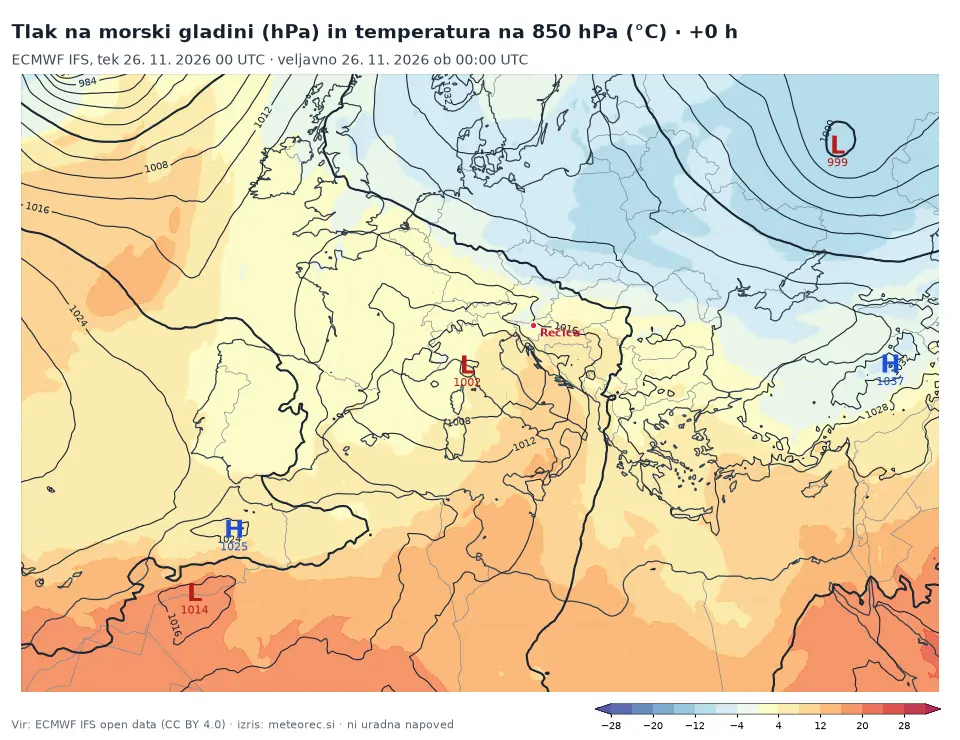 Tlak na morski gladini (hPa) in temperatura na 850 hPa (°C) · +0 h
ECMWF IFS, tek 26. 11. 2026 00 UTC · veljavno 26. 11. 2026 ob 00:00 UTC
984
1032
1012
L
999
1008
1016
1024
1016
Rečica
L
1002
H
1037
1028
1008
1012
H
1024
1025
L
1014
1016
Vir: ECMWF IFS open data (CC BY 4.0) · izris: meteorec.si · ni uradna napoved
−28 −20 −12 −4 4 12 20 28